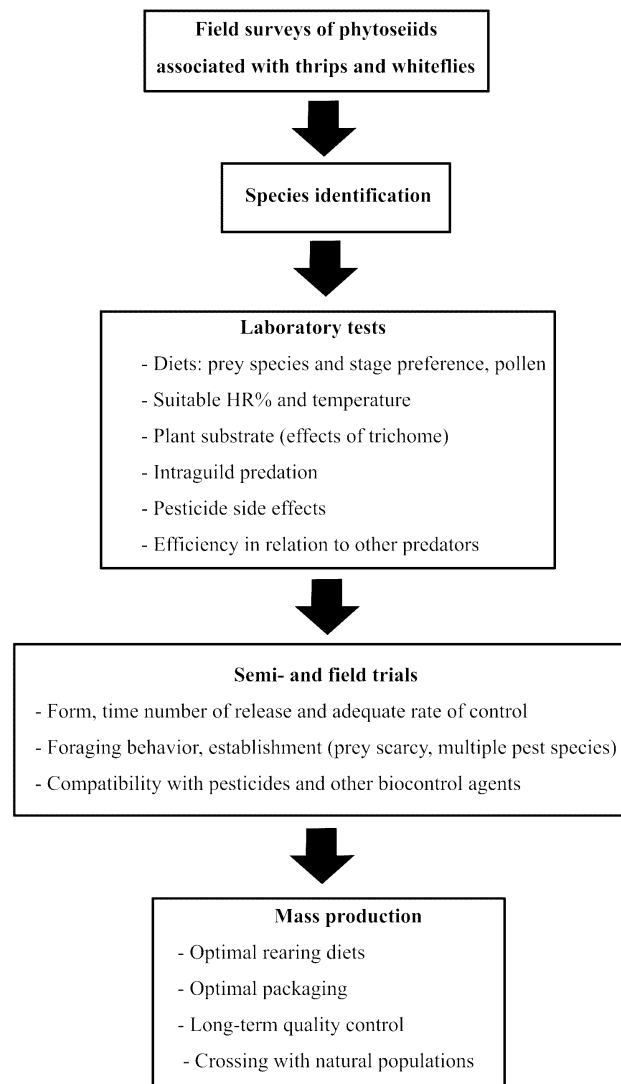 Field surveys of phytoseiids
associated with thrips and whiteflies
Species identification
Laboratory tests
- Diets: prey species and stage preference, pollen
- Suitable HR% and temperature
- Plant substrate (effects of trichome)
- Intraguild predation
- Pesticide side effects
- Efficiency in relation to other predators
Semi- and field trials
- Form, time number of release and adequate rate of control
- Foraging behavior, establishment (prey scarcy, multiple pest species)
- Compatibility with pesticides and other biocontrol agents
Mass production
- Optimal rearing diets
- Optimal packaging
- Long-term quality control
- Crossing with natural populations